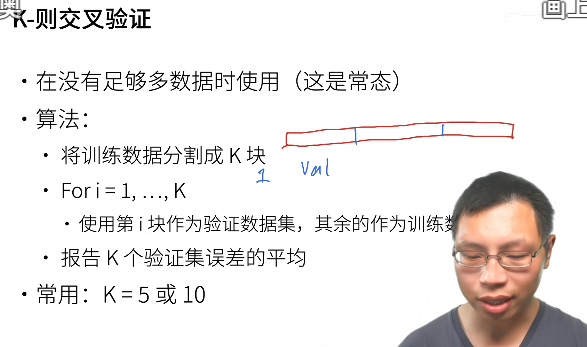 K-则交叉验证
• 在没有足够多数据时使用（这是常态）
• 算法：
• 将训练数据分割成 K 块
1 Val
• For i = 1, …, K
• 使用第 i 块作为验证数据集，其余的作为训练数
• 报告 K 个验证集误差的平均
• 常用：K = 5 或 10